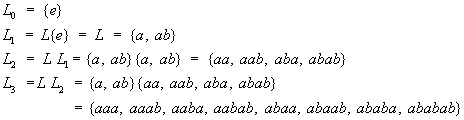 L₀ = {e}
L₁ = L{e} = L = {a, ab}
L₂ = L L₁ = {a, ab} {a, ab} = {aa, aab, aba, abab}
L₃ = L L₂ = {a, ab} {aa, aab, aba, abab}
= {aaa, aaab, aaba, aabab, abaa, abaab, ababa, ababab}